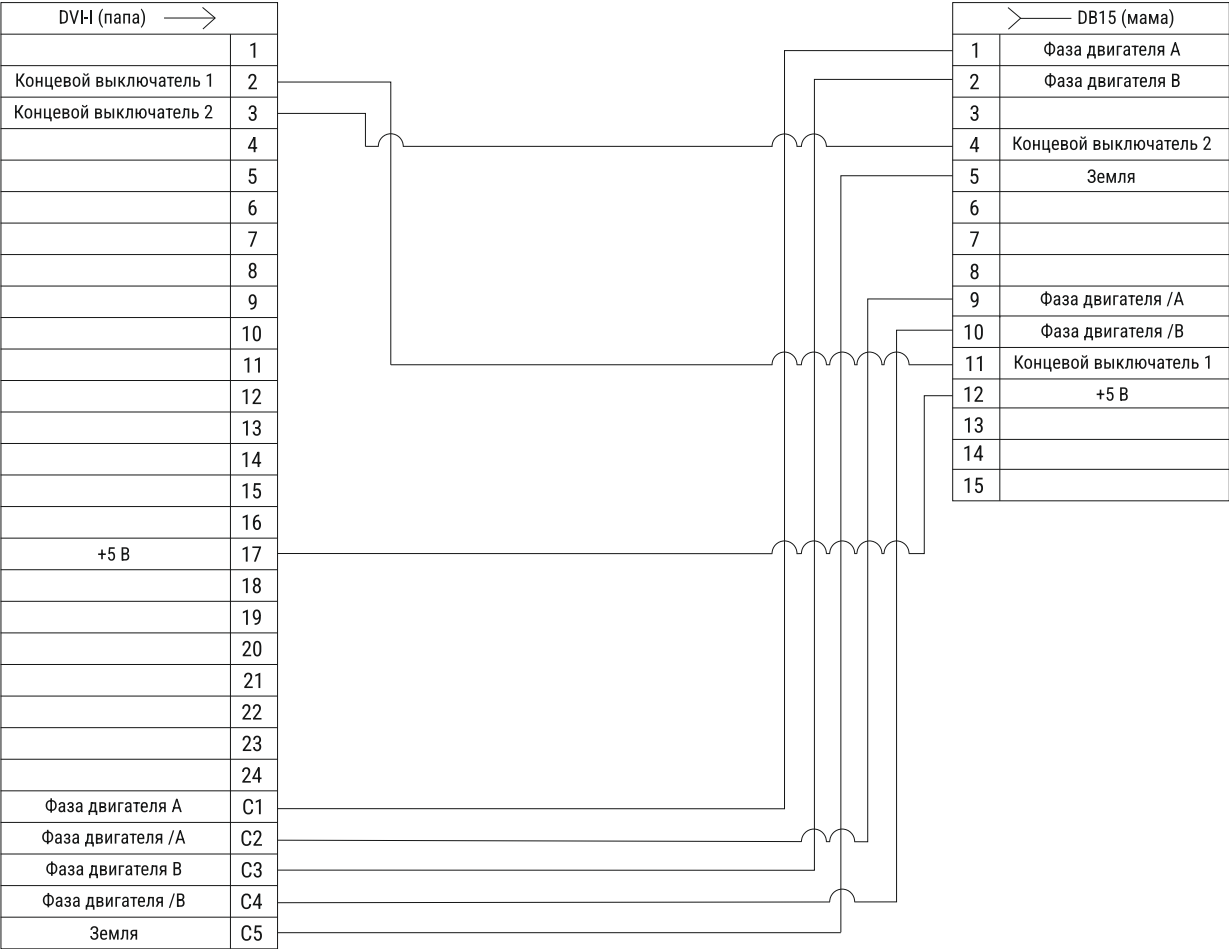 DVI-I (папа)
1
Концевой выключатель 1 2
Концевой выключатель 2 3
4
5
6
7
8
9
10
11
12
13
14
15
16
+5 В 17
18
19
20
21
22
23
24
Фаза двигателя A C1
Фаза двигателя /A C2
Фаза двигателя B C3
Фаза двигателя /B C4
Земля C5
DB15 (мама)
1 Фаза двигателя A
2 Фаза двигателя B
3
4 Концевой выключатель 2
5 Земля
6
7
8
9 Фаза двигателя /A
10 Фаза двигателя /B
11 Концевой выключатель 1
12 +5 В
13
14
15